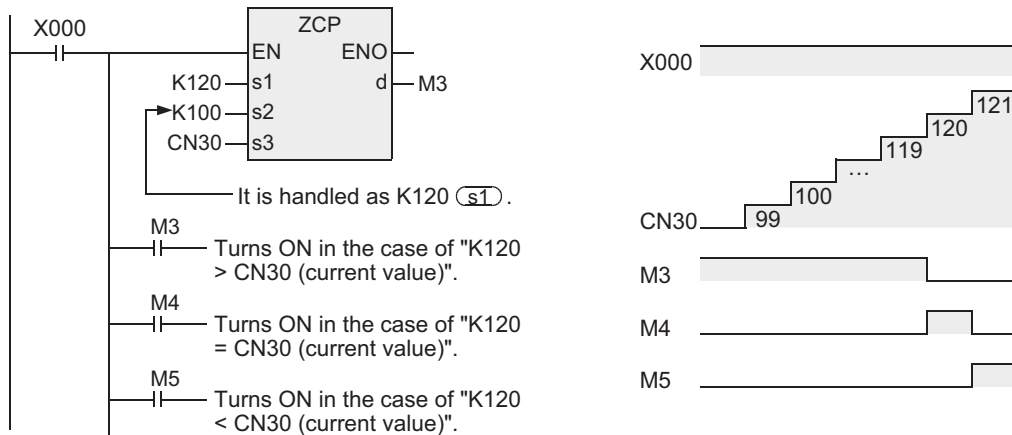 X000
ZCP
EN ENO
K120 s1 d M3
K100 s2
CN30 s3
It is handled as K120 s1 .
M3
Turns ON in the case of "K120
> CN30 (current value)".
M4
Turns ON in the case of "K120
= CN30 (current value)".
M5
Turns ON in the case of "K120
< CN30 (current value)".
X000
121
120
119
...
100
CN30 99
M3
M4
M5